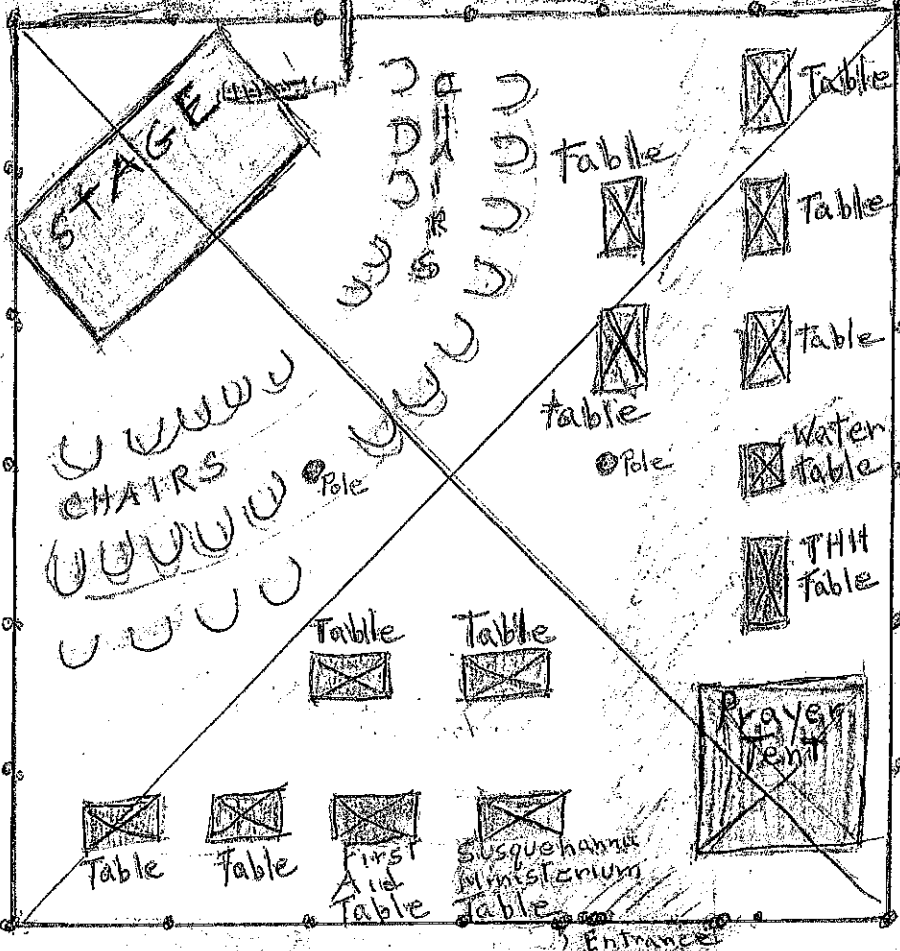 STAGE
CHAIRS
Table
Table
Table
Table
table
Water
Table
CHAIRS
Pole
Pole
THH
Table
Table
Table
Prayer
Tent
Table
Table
First
Aid
Table
Susquehanna
Ministerium
Table
Entrance